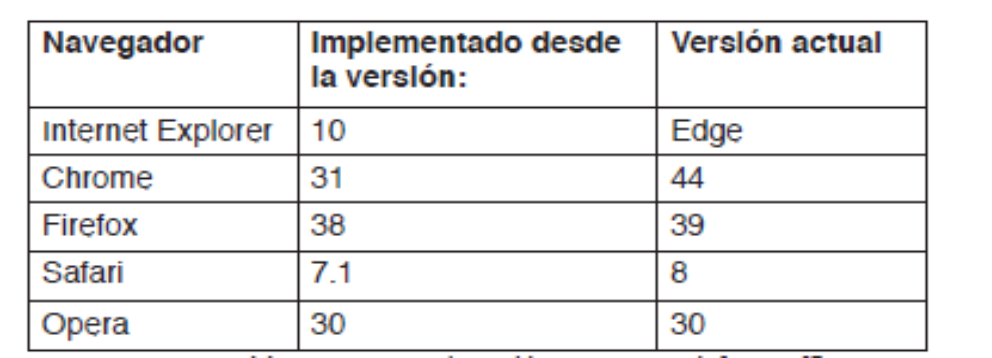 Navegador Implementado desde la versión: Versión actual
Internet Explorer 10 Edge
Chrome 31 44
Firefox 38 39
Safari 7.1 8
Opera 30 30